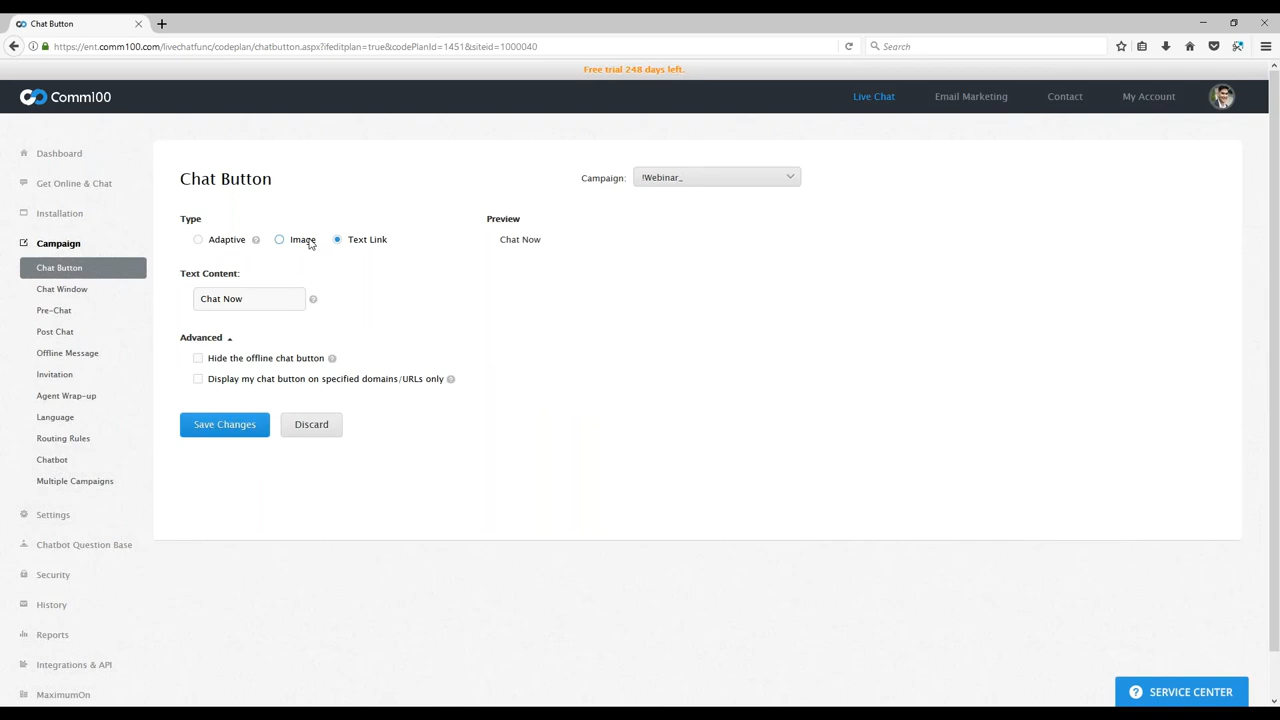 Chat Button
https://ent.comm100.com/livechatfunc/codeplan/chatbutton.aspx?ifeditplan=true&codePlanId=1451&siteid=1000040
Search
Free trial 248 days left.
Comm100
Live Chat
Email Marketing
Contact
My Account
Dashboard
Get Online & Chat
Installation
Campaign
Chat Button
Chat Window
Pre-Chat
Post Chat
Offline Message
Invitation
Agent Wrap-up
Language
Routing Rules
Chatbot
Multiple Campaigns
Settings
Chatbot Question Base
Security
History
Reports
Integrations & API
MaximumOn
Chat Button
Campaign: !Webinar_
Type
Adaptive ? Image Text Link
Preview
Chat Now
Text Content:
Chat Now ?
Advanced
Hide the offline chat button ?
Display my chat button on specified domains/URLs only ?
Save Changes
Discard
? SERVICE CENTER